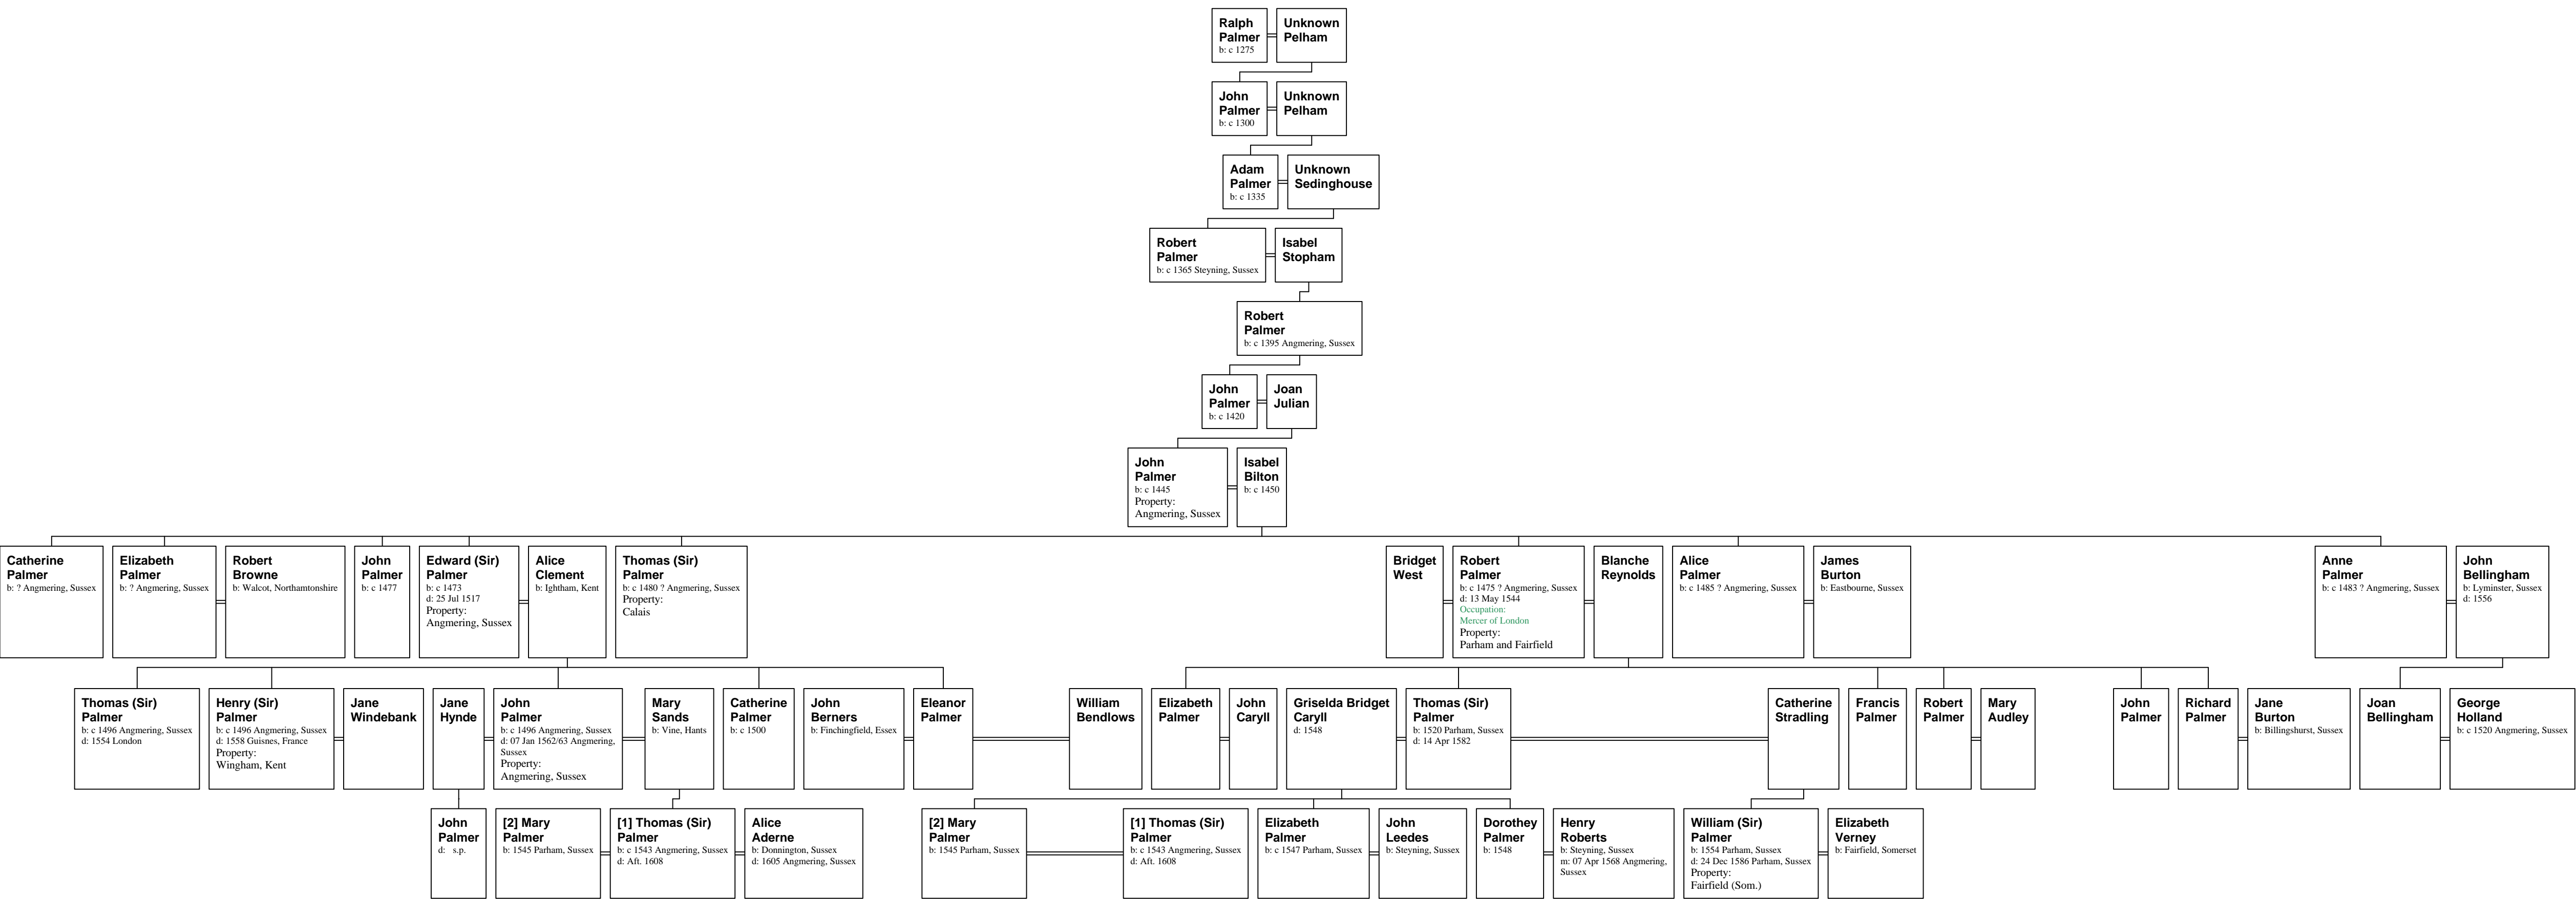 Ralph
Palmer
b: c 1275
Unknown
Pelham
John
Palmer
b: c 1300
Unknown
Pelham
Adam
Palmer
b: c 1335
Unknown
Sedinghouse
Robert
Palmer
b: c 1365 Steyning, Sussex
Isabel
Stopham
Robert
Palmer
b: c 1395 Angmering, Sussex
John
Palmer
b: c 1420
Joan
Julian
John
Palmer
b: c 1445
Property:
Angmering, Sussex
Isabel
Bilton
b: c 1450
Catherine
Palmer
b: ? Angmering, Sussex
Elizabeth
Palmer
b: ? Angmering, Sussex
Robert
Browne
b: Walcot, Northamtonshire
John
Palmer
b: c 1477
Edward (Sir)
Palmer
b: c 1473
d: 25 Jul 1517
Property:
Angmering, Sussex
Alice
Clement
b: Ightham, Kent
Thomas (Sir)
Palmer
b: c 1480 ? Angmering, Sussex
Property:
Calais
Bridget
West
Robert
Palmer
b: c 1475 ? Angmering, Sussex
d: 13 May 1544
Occupation:
Mercer of London
Property:
Parham and Fairfield
Blanche
Reynolds
Alice
Palmer
b: c 1485 ? Angmering, Sussex
James
Burton
b: Eastbourne, Sussex
Anne
Palmer
b: c 1483 ? Angmering, Sussex
John
Bellingham
b: Lyminster, Sussex
d: 1556
Thomas (Sir)
Palmer
b: c 1496 Angmering, Sussex
d: 1554 London
Henry (Sir)
Palmer
b: c 1496 Angmering, Sussex
d: 1558 Guisnes, France
Property:
Wingham, Kent
Jane
Windebank
Jane
Hynde
John
Palmer
b: c 1496 Angmering, Sussex
d: 07 Jan 1562/63 Angmering,
Sussex
Property:
Angmering, Sussex
Mary
Sands
b: Vine, Hants
Catherine
Palmer
b: c 1500
John
Berners
b: Finchingfield, Essex
Eleanor
Palmer
William
Bendlows
Elizabeth
Palmer
John
Caryll
Griselda Bridget
Caryll
d: 1548
Thomas (Sir)
Palmer
b: 1520 Parham, Sussex
d: 14 Apr 1582
Catherine
Stradling
Francis
Palmer
Robert
Palmer
Mary
Audley
John
Palmer
Richard
Palmer
Jane
Burton
b: Billingshurst, Sussex
Joan
Bellingham
George
Holland
b: c 1520 Angmering, Sussex
John
Palmer
d: s.p.
[2] Mary
Palmer
b: 1545 Parham, Sussex
[1] Thomas (Sir)
Palmer
b: c 1543 Angmering, Sussex
d: Aft. 1608
Alice
Aderne
b: Donnington, Sussex
d: 1605 Angmering, Sussex
[2] Mary
Palmer
b: 1545 Parham, Sussex
[1] Thomas (Sir)
Palmer
b: c 1543 Angmering, Sussex
d: Aft. 1608
Elizabeth
Palmer
b: c 1547 Parham, Sussex
John
Leedes
b: Steyning, Sussex
Dorothey
Palmer
b: 1548
Henry
Roberts
b: Steyning, Sussex
m: 07 Apr 1568 Angmering,
Sussex
William (Sir)
Palmer
b: 1554 Parham, Sussex
d: 24 Dec 1586 Parham, Sussex
Property:
Fairfield (Som.)
Elizabeth
Verney
b: Fairfield, Somerset